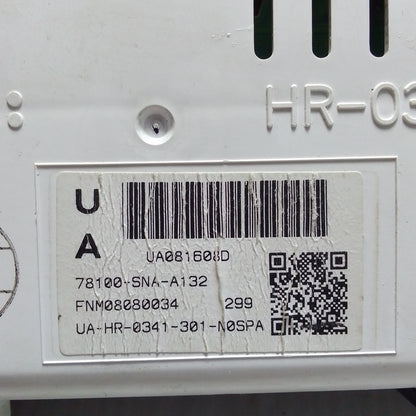 HR-03
U
A
UA081608D
78100-SNA-A132
FNM08080034 299
UA-HR-0341-301-N0SPA